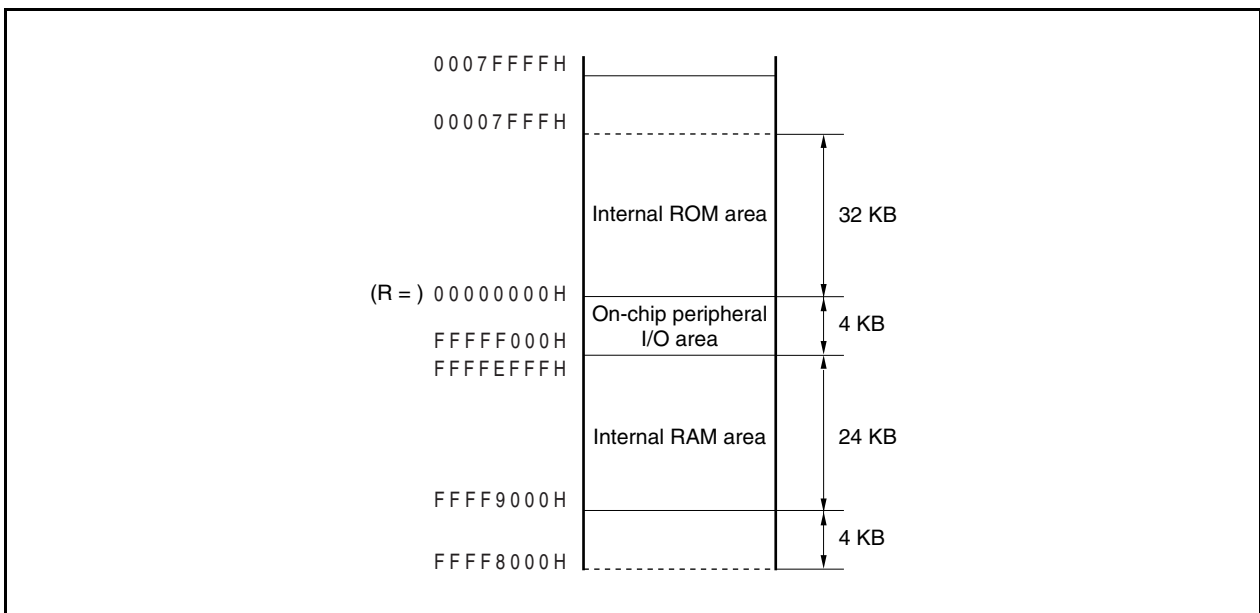 0007FFFFH
00007FFFH
Internal ROM area
32 KB
(R = ) 00000000H
On-chip peripheral
I/O area
4 KB
FFFFF000H
FFFFEFFFH
Internal RAM area
24 KB
FFFF9000H
4 KB
FFFF8000H